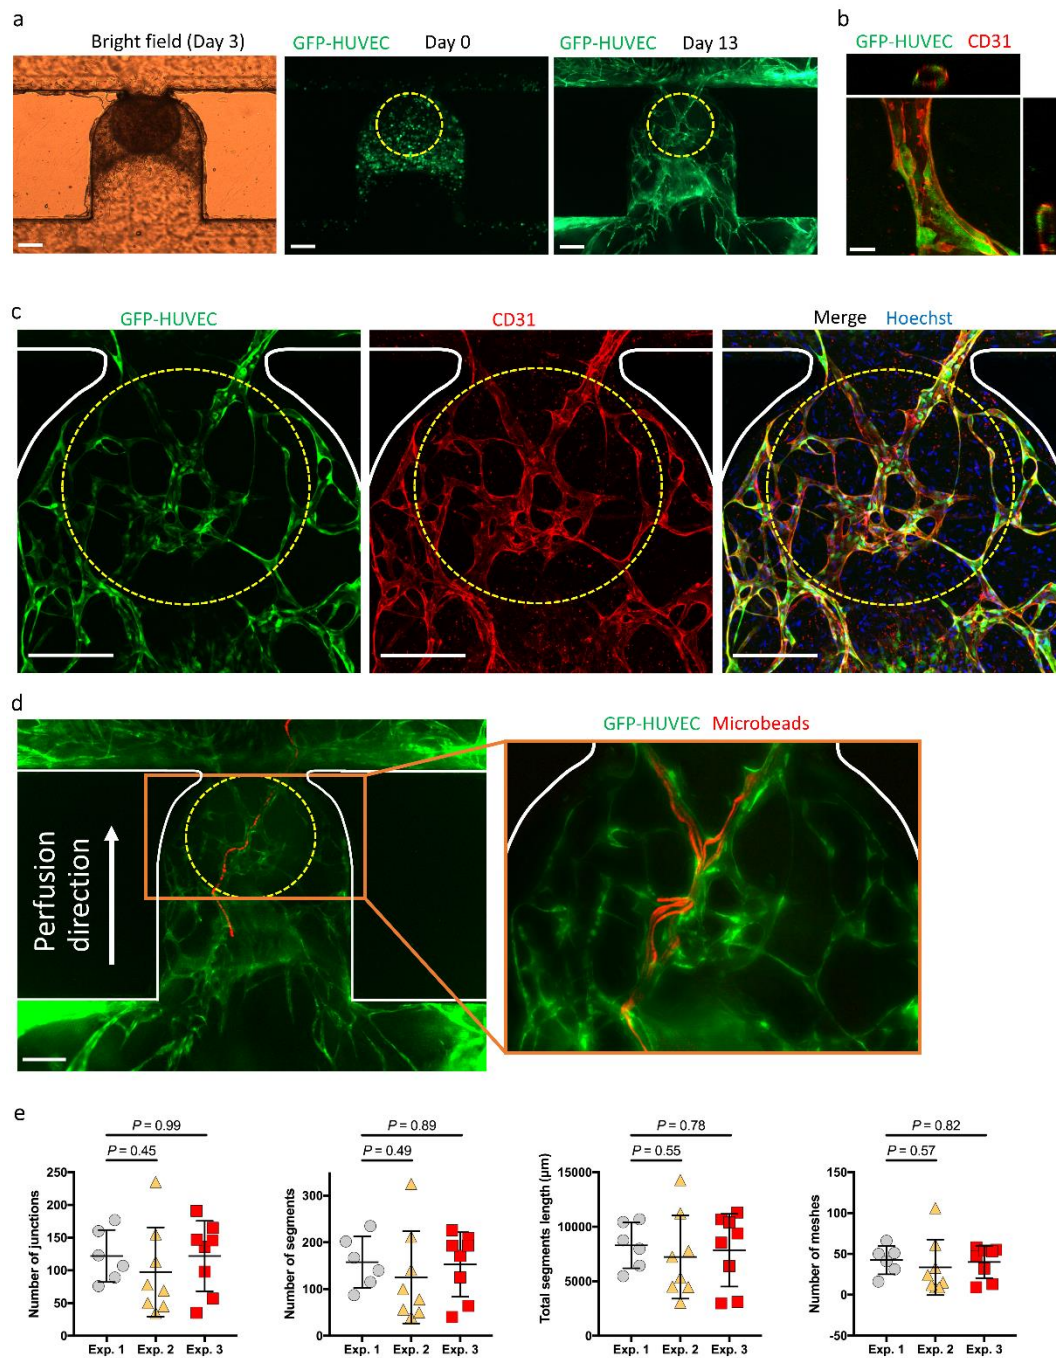 a
Bright field (Day 3)
GFP-HUVEC Day 0
GFP-HUVEC Day 13
b
GFP-HUVEC CD31
c
GFP-HUVEC
CD31
Merge Hoechst
d
Perfusion
direction
GFP-HUVEC Microbeads
e
P = 0.99
P = 0.45
Number of junctions
250
200
150
100
50
0
Exp. 1 Exp. 2 Exp. 3
P = 0.89
P = 0.49
Number of segments
300
200
100
0
Exp. 1 Exp. 2 Exp. 3
P = 0.78
P = 0.55
Total segments length (μm)
15000
10000
5000
0
Exp. 1 Exp. 2 Exp. 3
P = 0.82
P = 0.57
Number of meshes
150
100
50
0
-50
Exp. 1 Exp. 2 Exp. 3